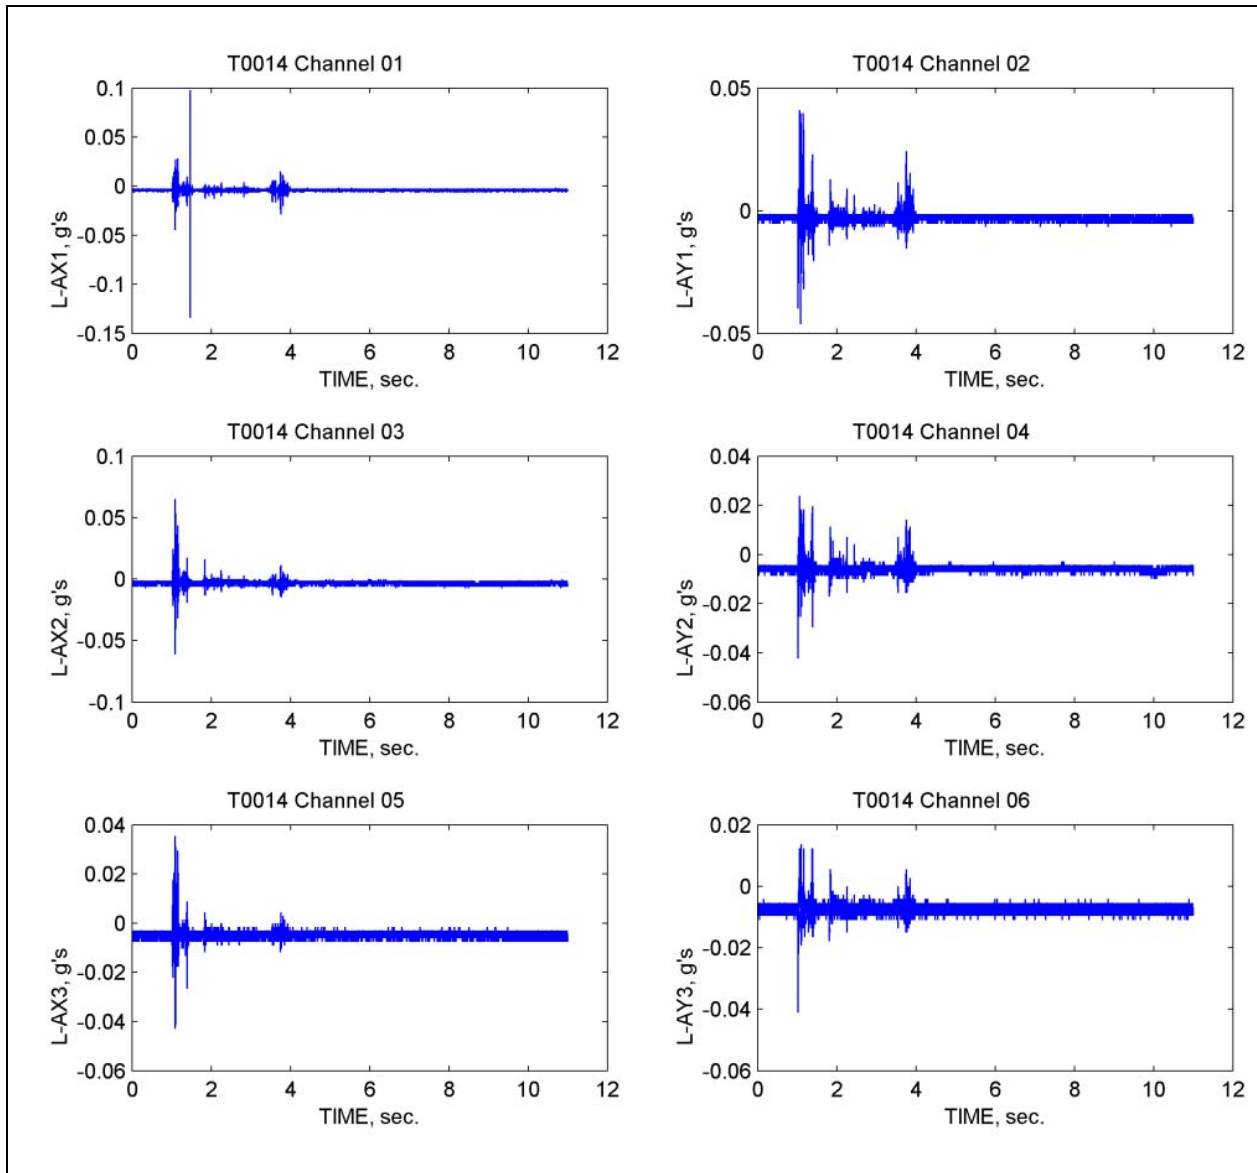 T0014 Channel 01
0.1
0.05
0
-0.05
-0.1
-0.15
L-AX1, g's
0 2 4 6 8 10 12
TIME, sec.
T0014 Channel 02
0.05
0
-0.05
L-AY1, g's
0 2 4 6 8 10 12
TIME, sec.
T0014 Channel 03
0.1
0.05
0
-0.05
-0.1
L-AX2, g's
0 2 4 6 8 10 12
TIME, sec.
T0014 Channel 04
0.04
0.02
0
-0.02
-0.04
-0.06
L-AY2, g's
0 2 4 6 8 10 12
TIME, sec.
T0014 Channel 05
0.04
0.02
0
-0.02
-0.04
-0.06
L-AX3, g's
0 2 4 6 8 10 12
TIME, sec.
T0014 Channel 06
0.02
0
-0.02
-0.04
-0.06
L-AY3, g's
0 2 4 6 8 10 12
TIME, sec.